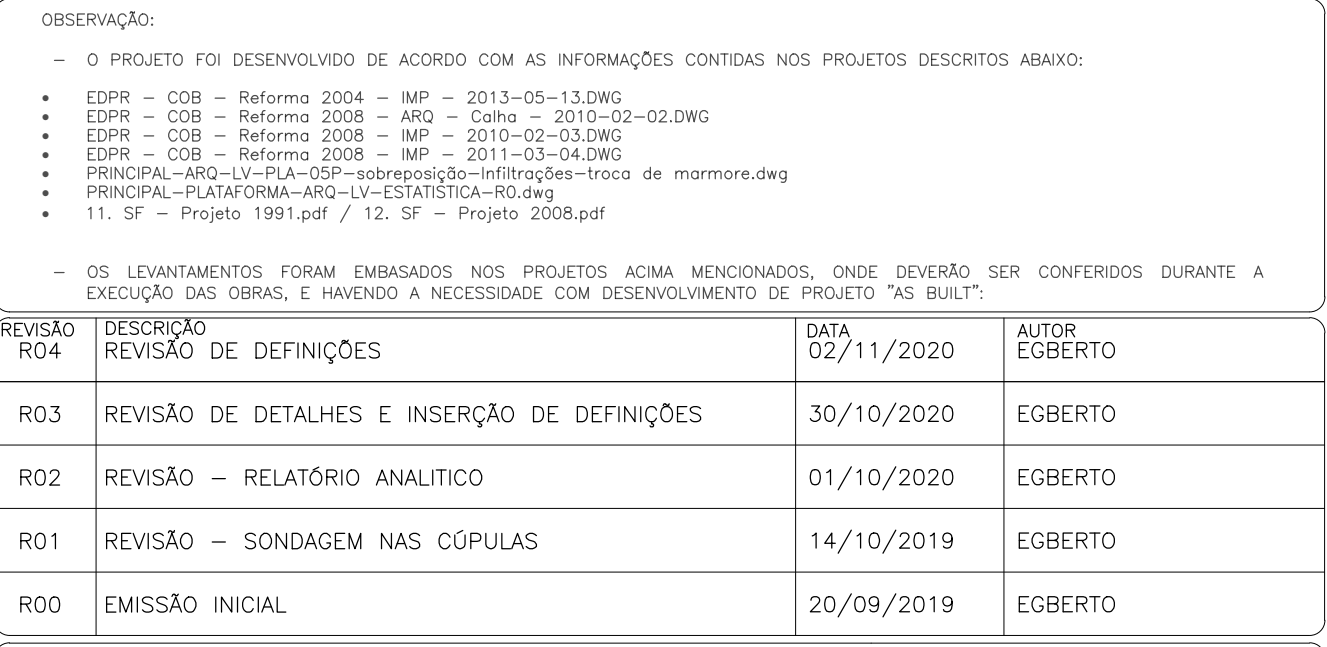 OBSERVAÇÃO:
– O PROJETO FOI DESENVOLVIDO DE ACORDO COM AS INFORMAÇÕES CONTIDAS NOS PROJETOS DESCRITOS ABAIXO:
• EDPR – COB – Reforma 2004 – IMP – 2013–05–13.DWG
• EDPR – COB – Reforma 2008 – ARQ – Calha – 2010–02–02.DWG
• EDPR – COB – Reforma 2008 – IMP – 2010–02–03.DWG
• EDPR – COB – Reforma 2008 – IMP – 2011–03–04.DWG
• PRINCIPAL–ARQ–LV–PLA–05P–sobreposição–Infiltrações–troca de marmore.dwg
• PRINCIPAL–PLATAFORMA–ARQ–LV–ESTATISTICA–R0.dwg
• 11. SF – Projeto 1991.pdf / 12. SF – Projeto 2008.pdf
– OS LEVANTAMENTOS FORAM EMBASADOS NOS PROJETOS ACIMA MENCIONADOS, ONDE DEVERÃO SER CONFERIDOS DURANTE A
EXECUÇÃO DAS OBRAS, E HAVENDO A NECESSIDADE COM DESENVOLVIMENTO DE PROJETO "AS BUILT":
REVISÃO DESCRIÇÃO DATA AUTOR
R04 REVISÃO DE DEFINIÇÕES 02/11/2020 EGBERTO
R03 REVISÃO DE DETALHES E INSERÇÃO DE DEFINIÇÕES 30/10/2020 EGBERTO
R02 REVISÃO – RELATÓRIO ANALITICO 01/10/2020 EGBERTO
R01 REVISÃO – SONDAGEM NAS CÚPULAS 14/10/2019 EGBERTO
R00 EMISSÃO INICIAL 20/09/2019 EGBERTO